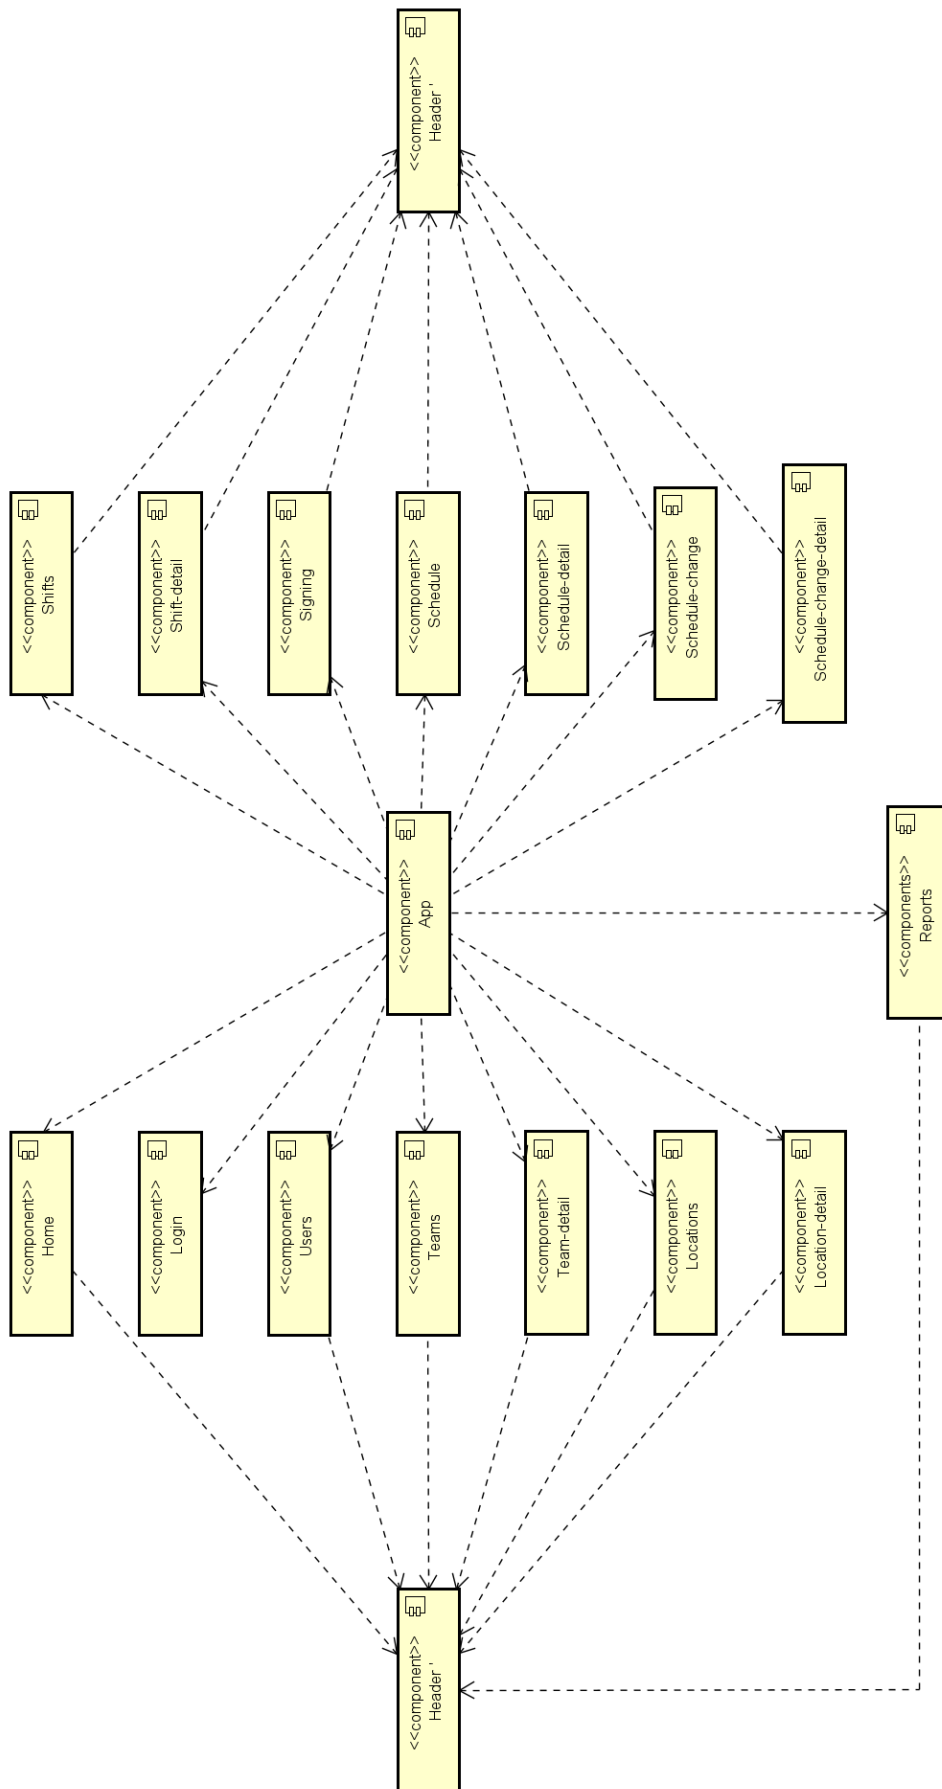 <<component>>
Header '
<<component>>
Shifts
<<component>>
Shift-detail
<<component>>
Signing
<<component>>
Schedule
<<component>>
Schedule-detail
<<component>>
Schedule-change
<<component>>
Schedule-change-detail
<<component>>
App
<<components>>
Reports
<<component>>
Home
<<component>>
Login
<<component>>
Users
<<component>>
Teams
<<component>>
Team-detail
<<component>>
Locations
<<component>>
Location-detail
<<component>>
Header '